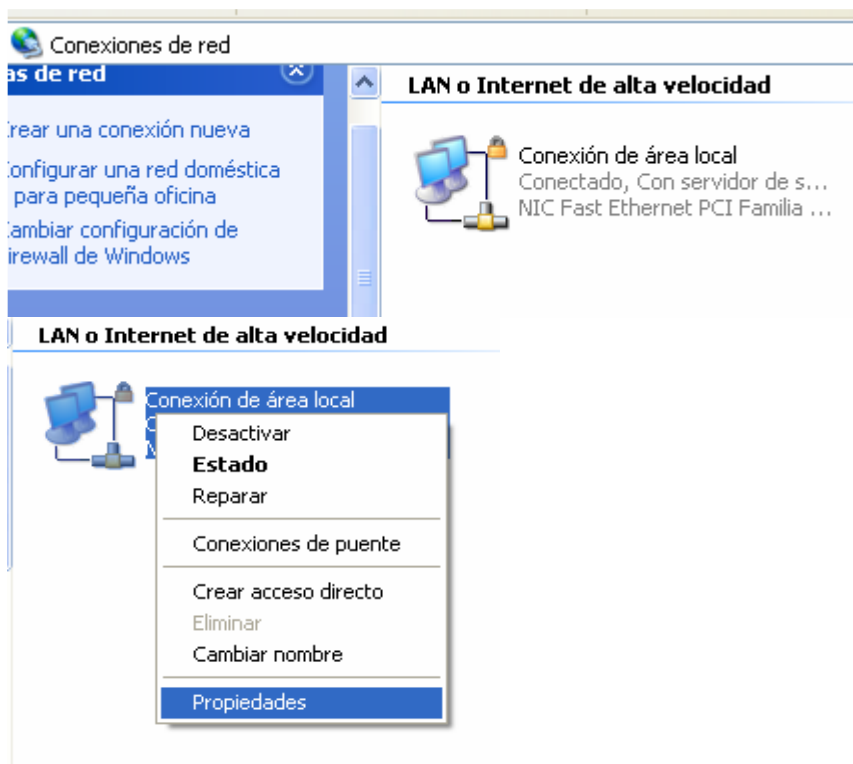 Conexiones de red
as de red
LAN o Internet de alta velocidad
rear una conexión nueva
onfigurar una red doméstica
para pequeña oficina
ambiar configuración de
irewall de Windows
Conexión de área local
Conectado, Con servidor de s...
NIC Fast Ethernet PCI Familia ...
LAN o Internet de alta velocidad
Conexión de área local
Desactivar
Estado
Reparar
Conexiones de puente
Crear acceso directo
Eliminar
Cambiar nombre
Propiedades